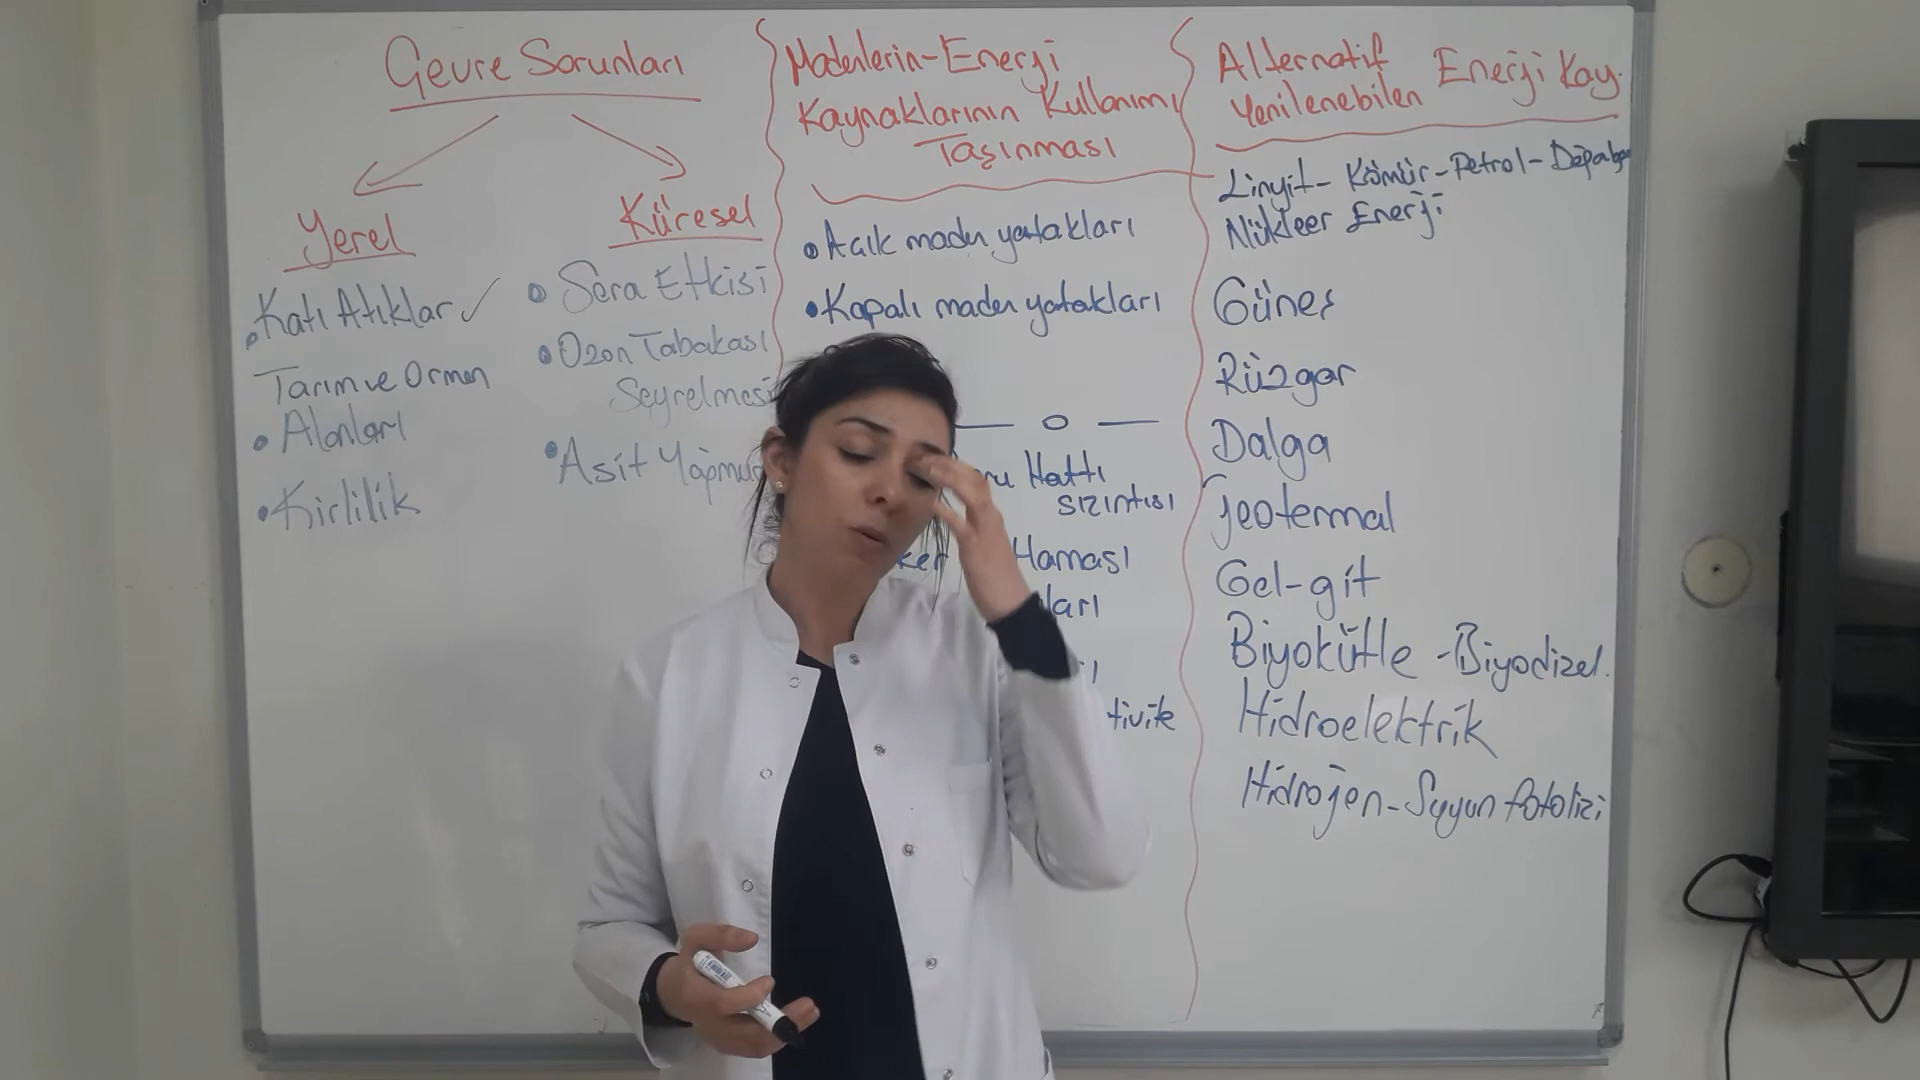 Çevre Sorunları
Yerel
Katı Atıklar ✓
Tarım ve Orman
Alanları
Kirlilik
Küresel
Sera Etkisi
Ozon Tabakası
Seyrelmesi
Asit
Madenlerin-Enerji
Kaynaklarının Kullanımı
Taşınması
Açık maden yatakları
Kapalı maden yatakları
Hattı
sızıntısı
Alternatif Enerji Kay.
Yenilenebilen
Linyit- Kömür-Petrol-
Nükleer Enerji
Güneş
Rüzgar
Dalga
Jeotermal
Gel-git
Biyokütle -Biyodizel.
Hidroelektrik
Hidrojen-Suyun fotolizi